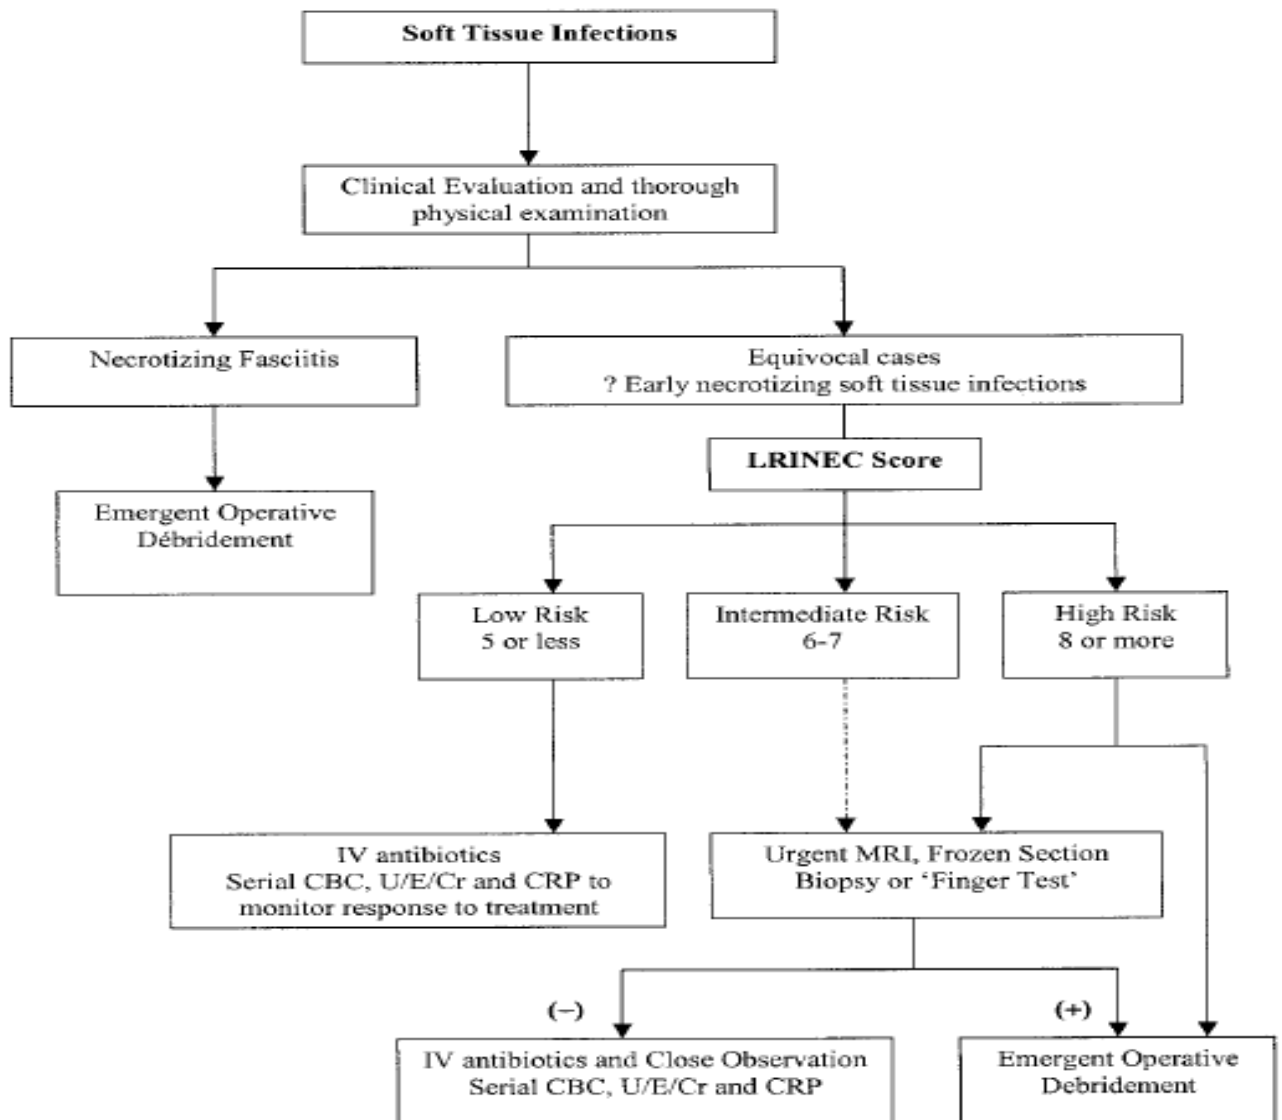 Soft Tissue Infections
Clinical Evaluation and thorough
physical examination
Necrotizing Fasciitis
Equivocal cases
? Early necrotizing soft tissue infections
LRINEC Score
Emergent Operative
Débridement
Low Risk
5 or less
Intermediate Risk
6-7
High Risk
8 or more
IV antibiotics
Serial CBC, U/E/Cr and CRP to
monitor response to treatment
Urgent MRI, Frozen Section
Biopsy or ‘Finger Test’
(–)
(+)
IV antibiotics and Close Observation
Serial CBC, U/E/Cr and CRP
Emergent Operative
Debridement